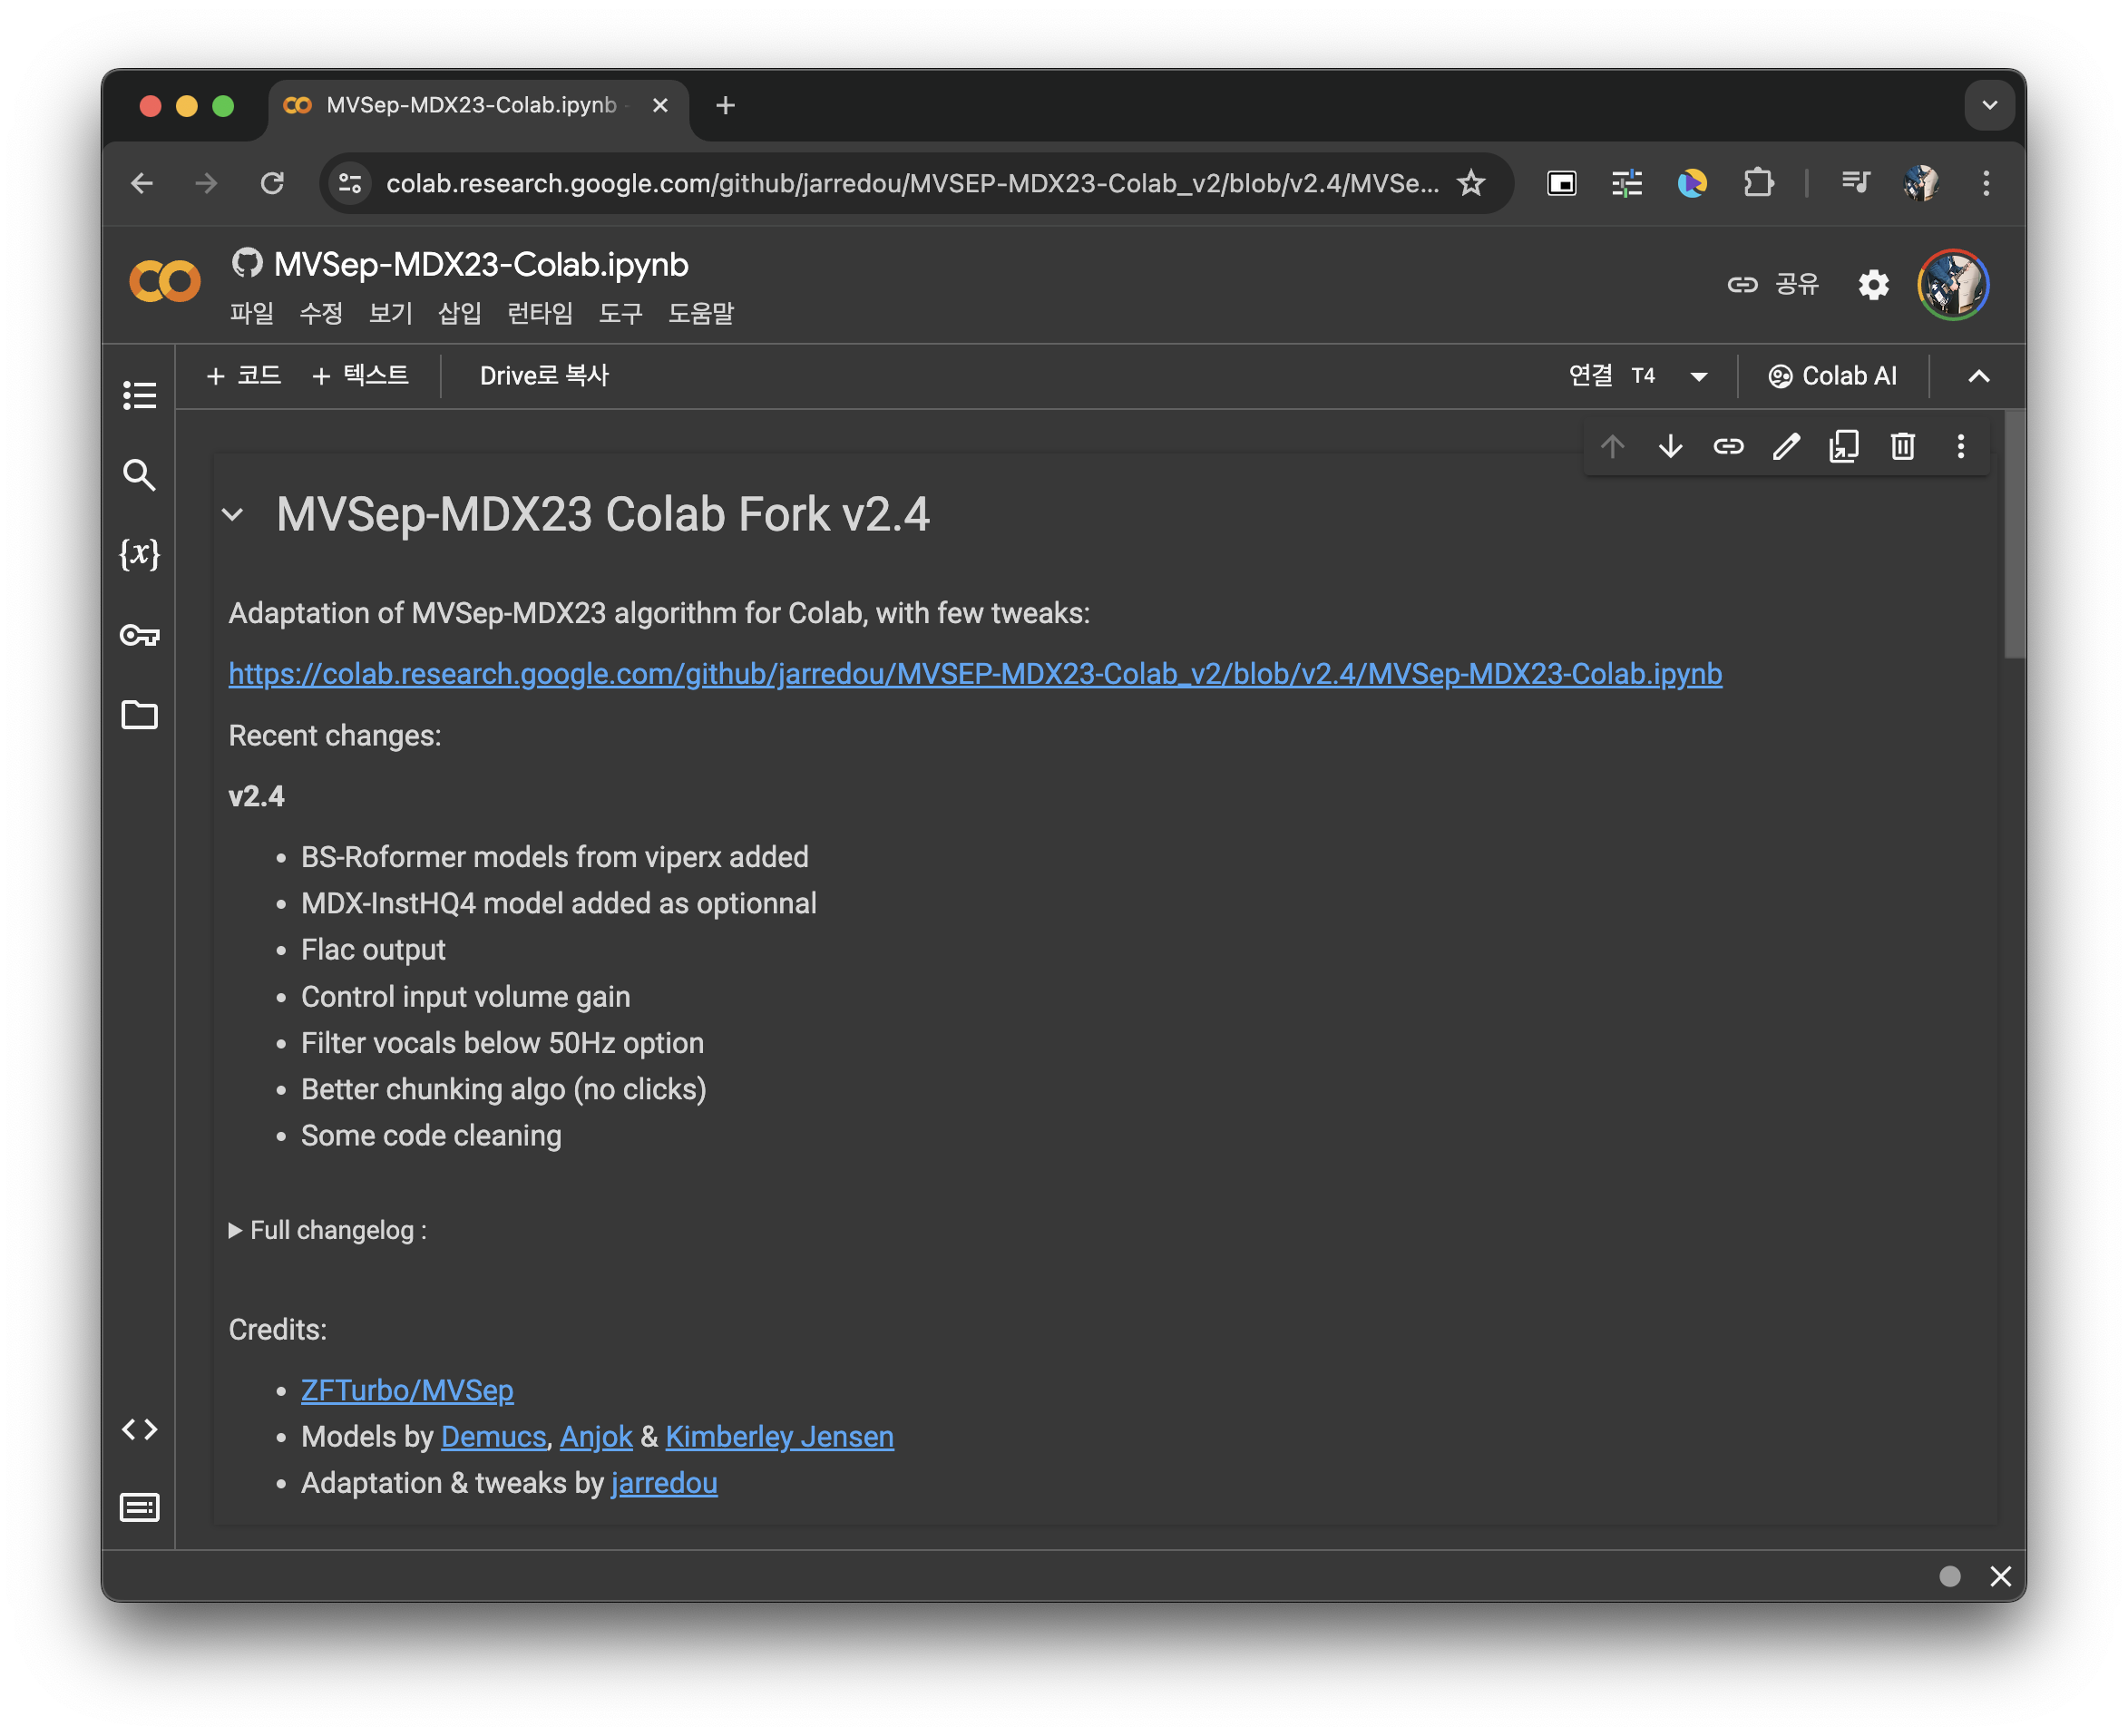 MVSep-MDX23-Colab.ipynb -
colab.research.google.com/github/jarredou/MVSEP-MDX23-Colab_v2/blob/v2.4/MVSe...
MVSep-MDX23-Colab.ipynb
공유
파일 수정 보기 삽입 런타임 도구 도움말
+ 코드 + 텍스트 Drive로 복사 연결 T4 Colab AI
{x}
MVSep-MDX23 Colab Fork v2.4
Adaptation of MVSep-MDX23 algorithm for Colab, with few tweaks:
https://colab.research.google.com/github/jarredou/MVSEP-MDX23-Colab_v2/blob/v2.4/MVSep-MDX23-Colab.ipynb
Recent changes:
v2.4
• BS-Roformer models from viperx added
• MDX-InstHQ4 model added as optionnal
• Flac output
• Control input volume gain
• Filter vocals below 50Hz option
• Better chunking algo (no clicks)
• Some code cleaning
▶ Full changelog :
Credits:
• ZFTurbo/MVSep
• Models by Demucs, Anjok & Kimberley Jensen
• Adaptation & tweaks by jarredou